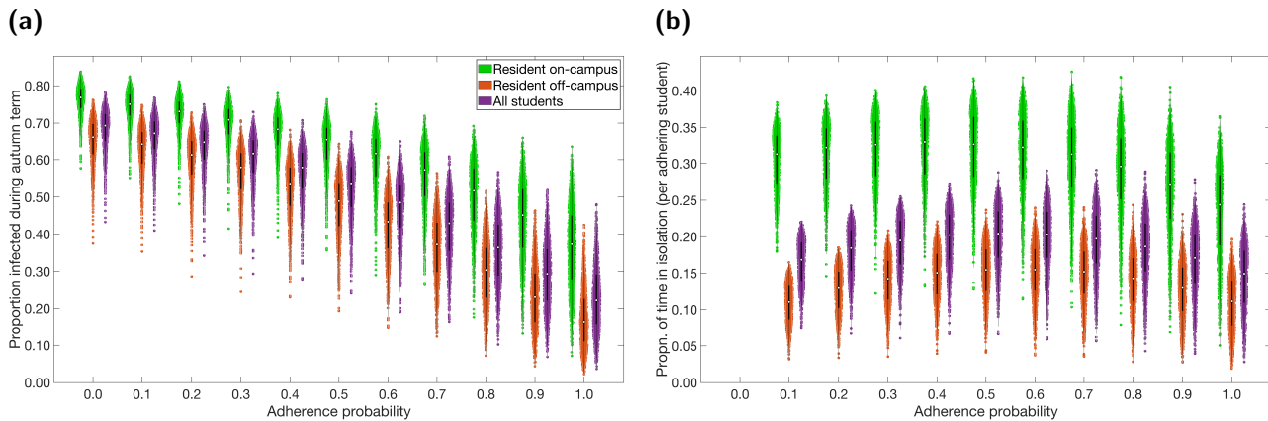 (a)
Proportion infected during autumn term
0.80
0.70
0.60
0.50
0.40
0.30
0.20
0.10
0.00
Resident on-campus
Resident off-campus
All students
0.0 0.1 0.2 0.3 0.4 0.5 0.6 0.7 0.8 0.9 1.0
Adherence probability
(b)
Propn. of time in isolation (per adhering student)
0.40
0.35
0.30
0.25
0.20
0.15
0.10
0.05
0.00
0.0 0.1 0.2 0.3 0.4 0.5 0.6 0.7 0.8 0.9 1.0
Adherence probability